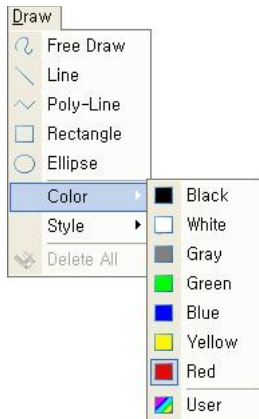 Draw
Free Draw
Line
Poly-Line
Rectangle
Ellipse
Color
Style
Delete All
Black
White
Gray
Green
Blue
Yellow
Red
User